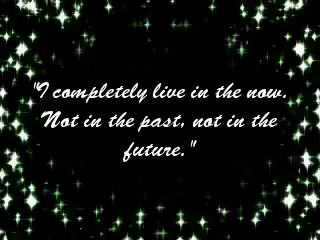 "I completely live in the now.
Not in the past, not in the
future."